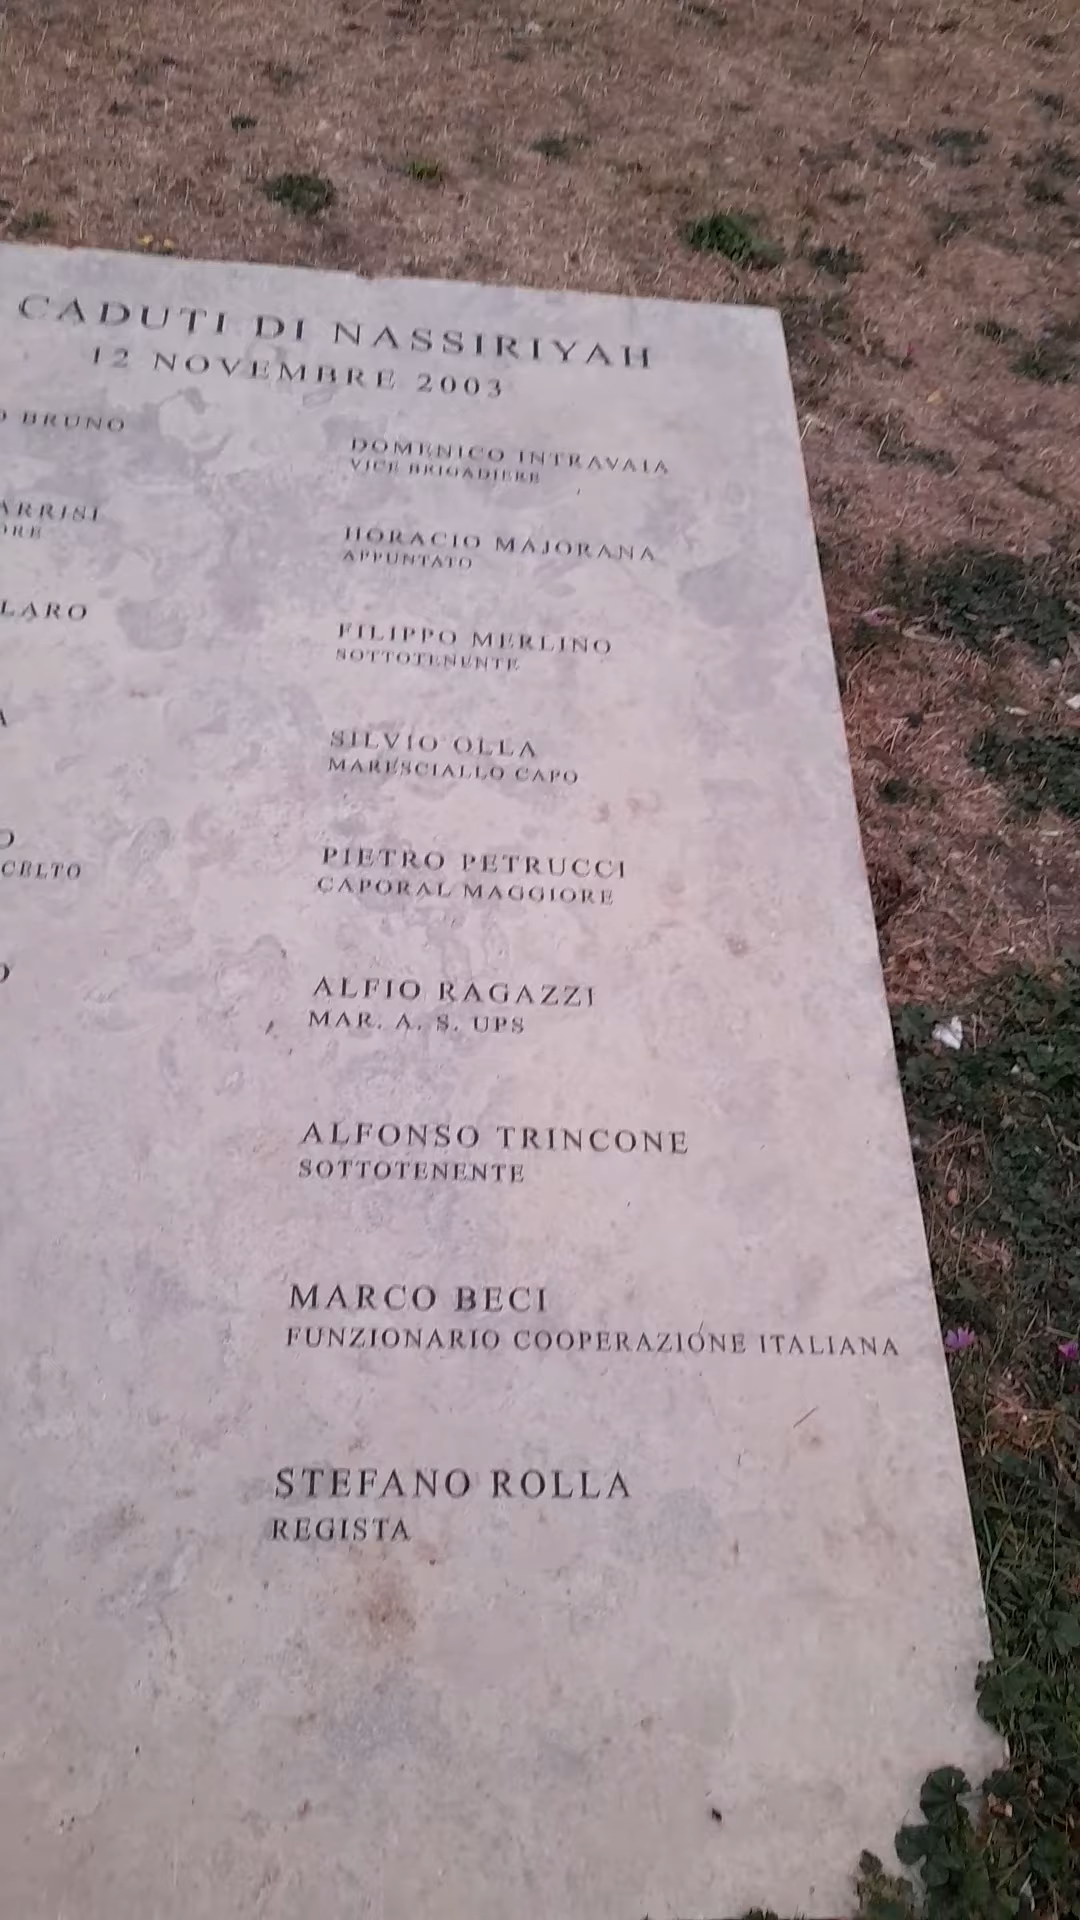 CADUTI DI NASSIRIYAH
12 NOVEMBRE 2003
BRUNO
ARRISI
ORE
LARO
A
O
CELTO
O
DOMENICO INTRAVAIA
VICE BRIGADIERE
HORACIO MAJORANA
APPUNTATO
FILIPPO MERLINO
SOTTOTENENTE
SILVIO OLLA
MARESCIALLO CAPO
PIETRO PETRUCCI
CAPORAL MAGGIORE
ALFIO RAGAZZI
MAR. A. S. UPS
ALFONSO TRINCONE
SOTTOTENENTE
MARCO BECI
FUNZIONARIO COOPERAZIONE ITALIANA
STEFANO ROLLA
REGISTA